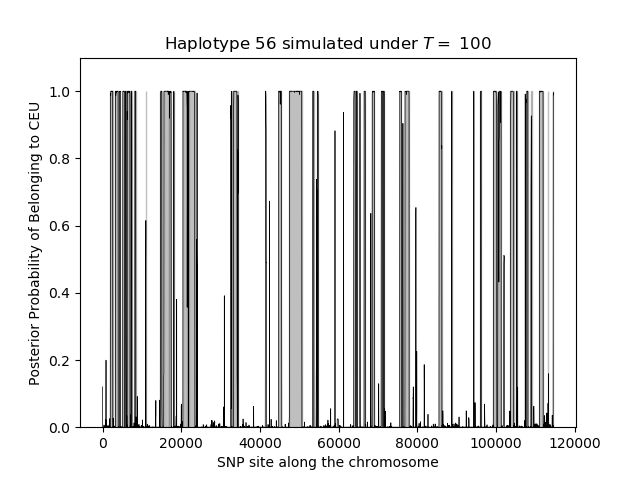 Haplotype 56 simulated under T = 100
Posterior Probability of Belonging to CEU
1.0
0.8
0.6
0.4
0.2
0.0
0 20000 40000 60000 80000 100000 120000
SNP site along the chromosome